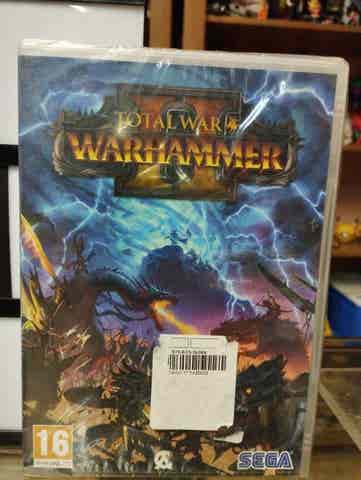 TOTAL WAR
WARHAMMER
II
16
SEGA